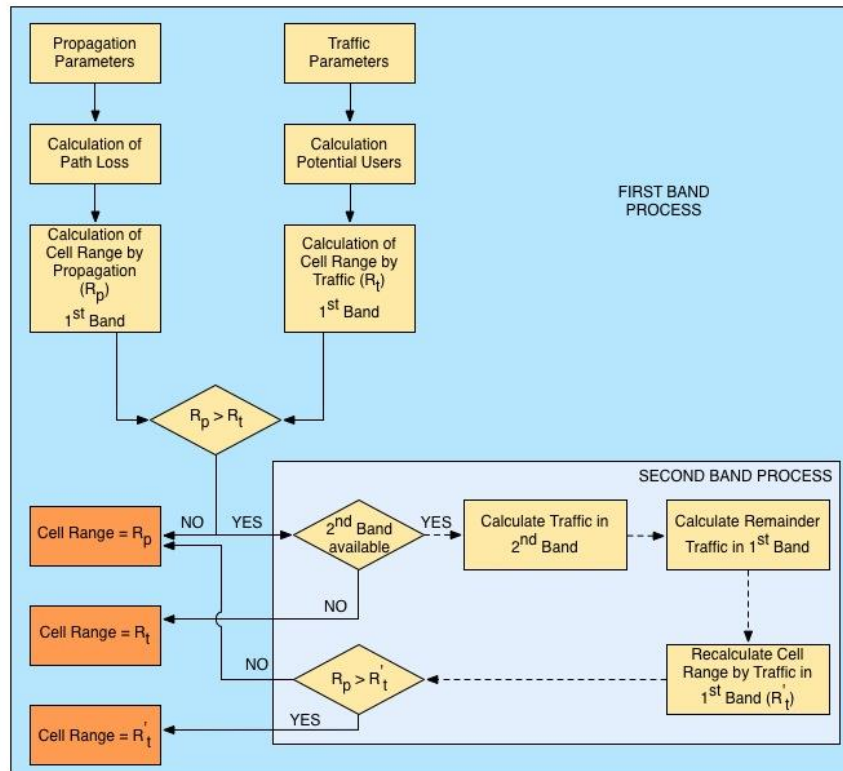 Propagation
Parameters
Traffic
Parameters
Calculation of
Path Loss
Calculation
Potential Users
FIRST BAND
PROCESS
Calculation of
Cell Range by
Propagation
(Rp)
1st Band
Calculation of
Cell Range by
Traffic (Rt)
1st Band
Rp > Rt
SECOND BAND PROCESS
NO
YES
Cell Range = Rp
2nd Band
available
YES
Calculate Traffic in
2nd Band
Calculate Remainder
Traffic in 1st Band
NO
Cell Range = Rt
Recalculate Cell
Range by Traffic in
1st Band (R't)
NO
Rp > R't
YES
Cell Range = R't